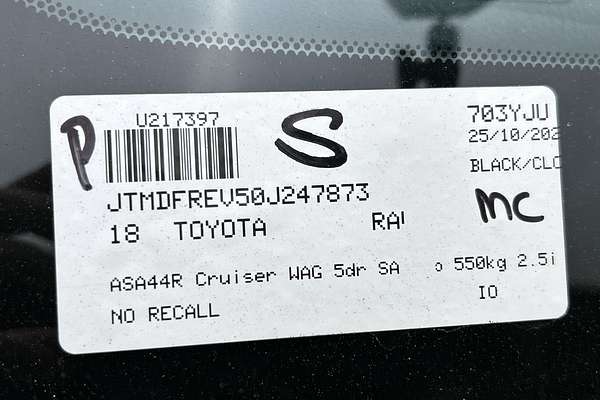 U217397
703YJU
P
S
25/10/202
BLACK/CLO
JTMDFREV50J247873
MC
18 TOYOTA RA
ASA44R Cruiser WAG 5dr SA 550kg 2.5i
NO RECALL
IO